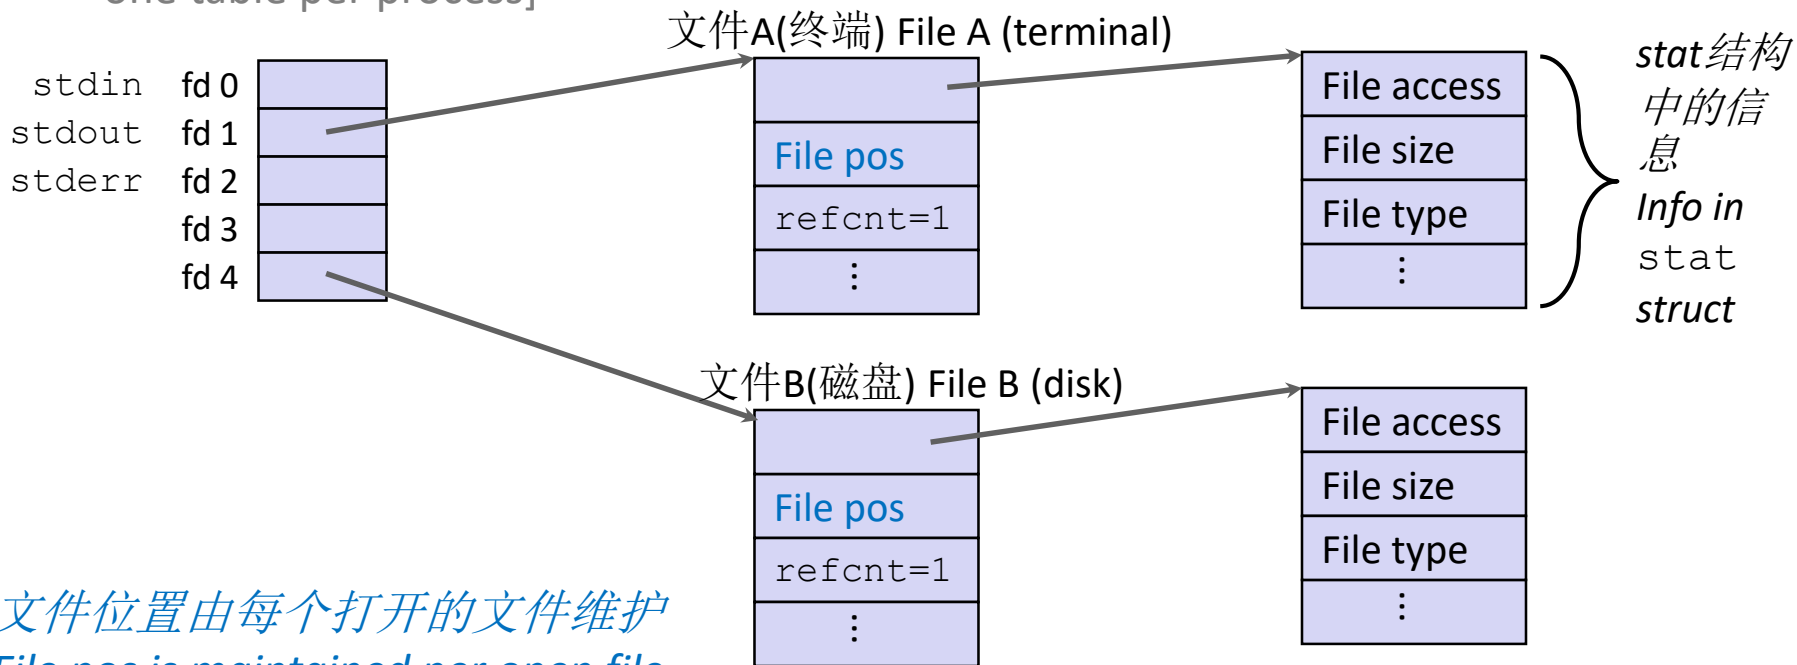 one table per process]
文件A(终端) File A (terminal)
stdin fd 0
stdout fd 1
stderr fd 2
fd 3
fd 4
File pos
refcnt=1
⋮
File access
File size
File type
⋮
stat结构
中的信
息
Info in
stat
struct
文件B(磁盘) File B (disk)
File pos
refcnt=1
⋮
File access
File size
File type
⋮
文件位置由每个打开的文件维护
File pos is maintained per open file